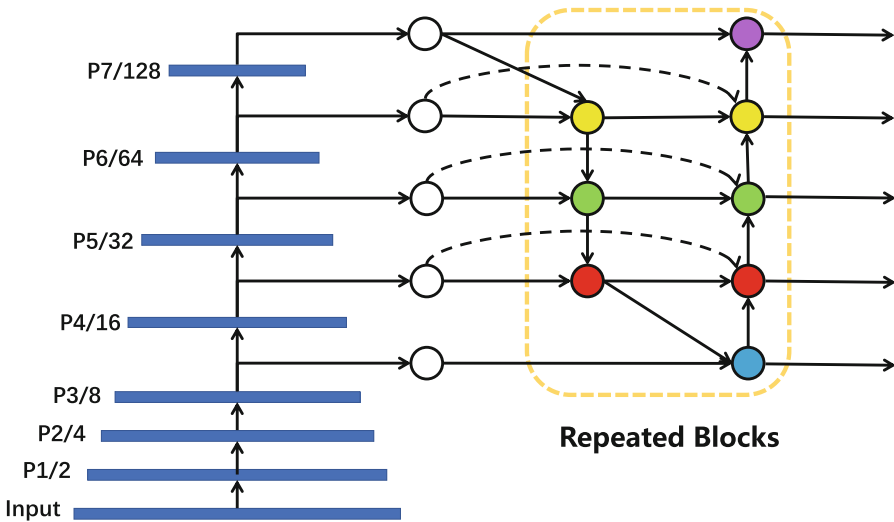 P7/128
P6/64
P5/32
P4/16
P3/8
P2/4
P1/2
Input
Repeated Blocks